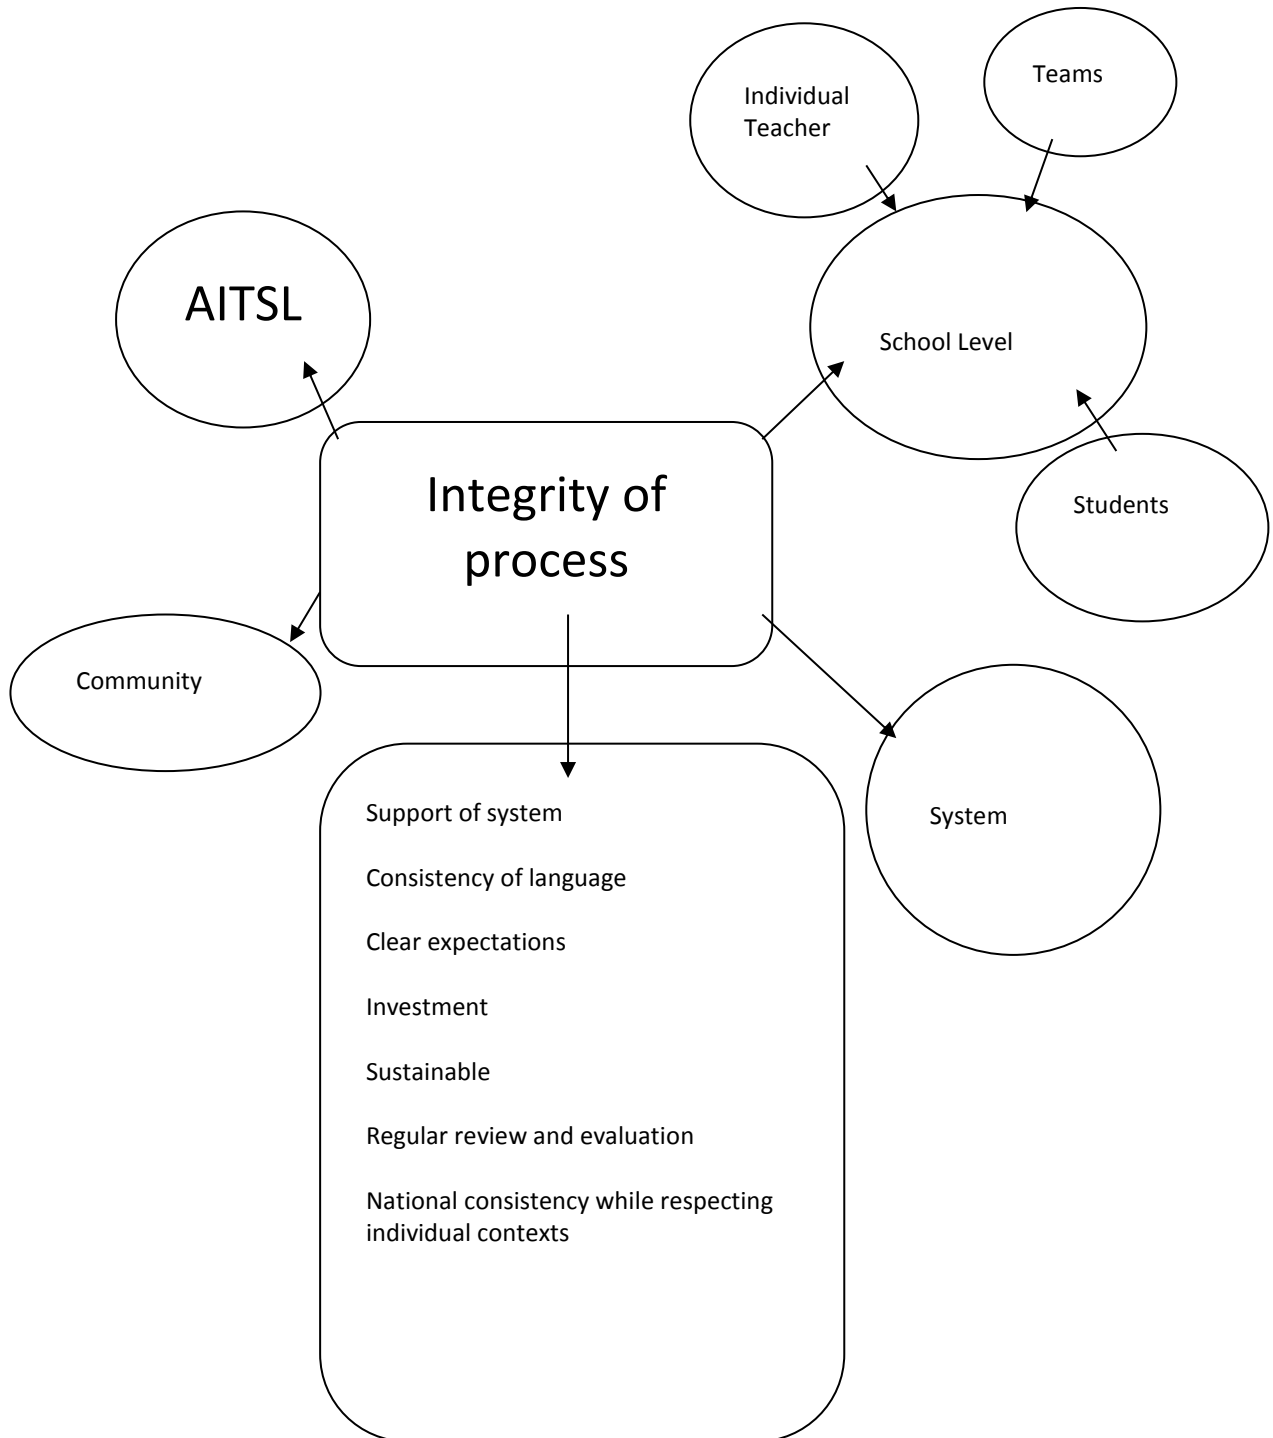 Individual
Teacher
Teams
AITSL
School Level
Integrity of
process
Students
Community
System
Support of system
Consistency of language
Clear expectations
Investment
Sustainable
Regular review and evaluation
National consistency while respecting
individual contexts